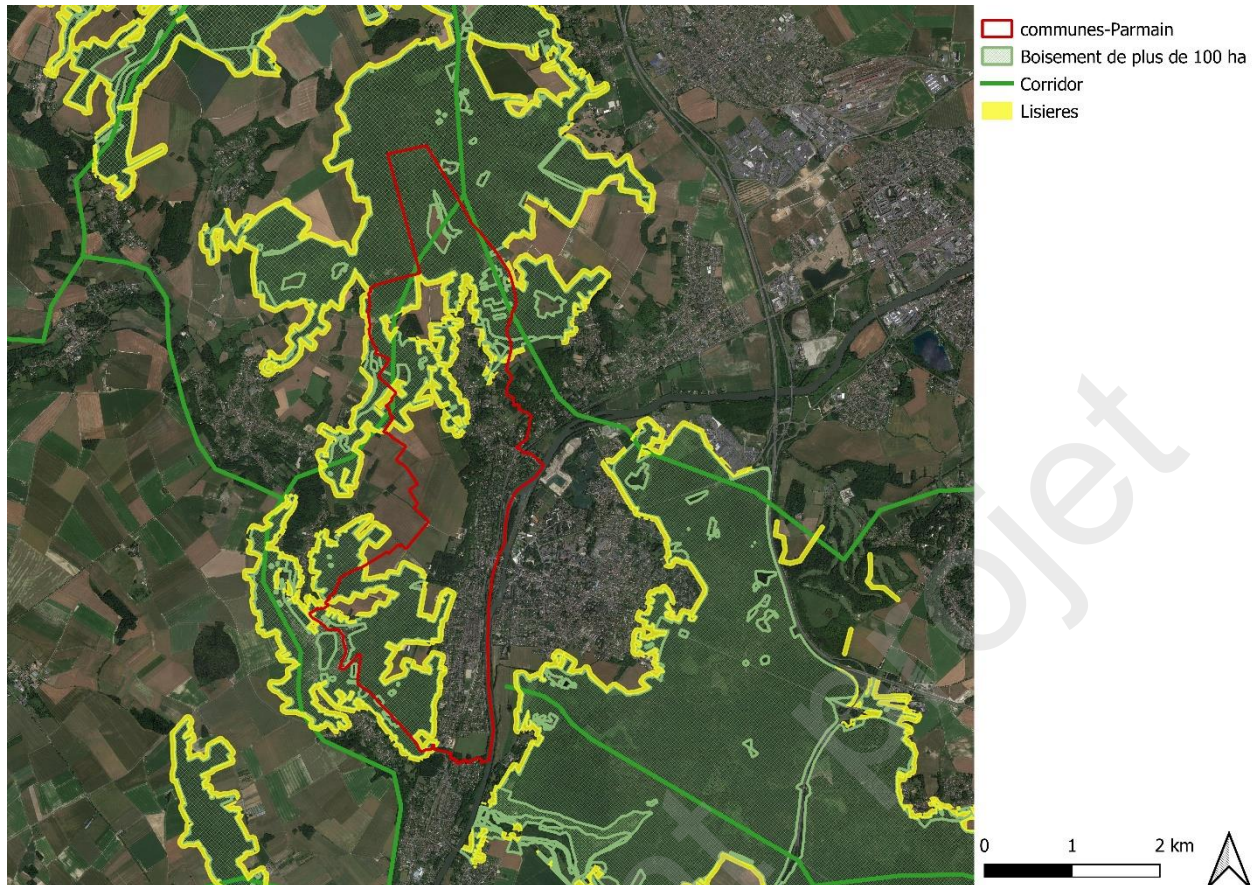 communes-Parmain
Boisement de plus de 100 ha
Corridor
Lisieres
projet
0 1 2 km